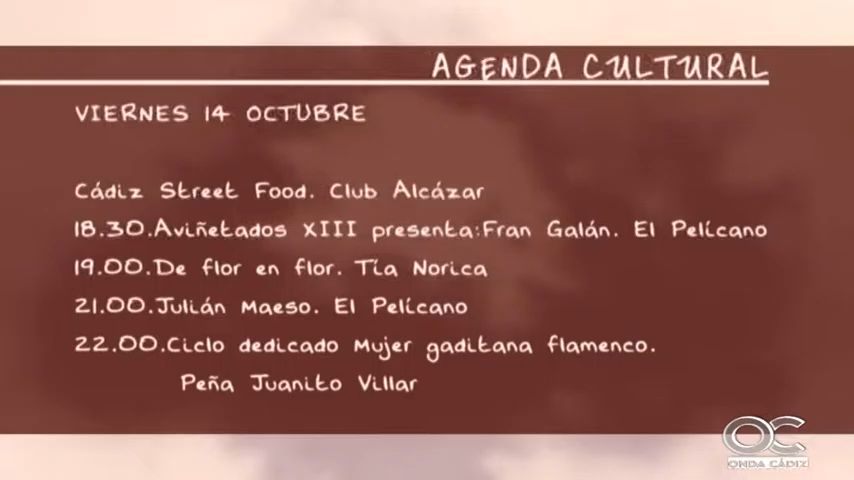 AGENDA CULTURAL
VIERNES 14 OCTUBRE
Cádiz Street Food. Club Alcázar
18.30.Aviñetados XIII presenta:Fran Galán. El Pelícano
19.00.De flor en flor. Tía Norica
21.00.Julián Maeso. El Pelícano
22.00.Ciclo dedicado Mujer gaditana flamenco.
Peña Juanito Villar
OC
ONDA CÁDIZ